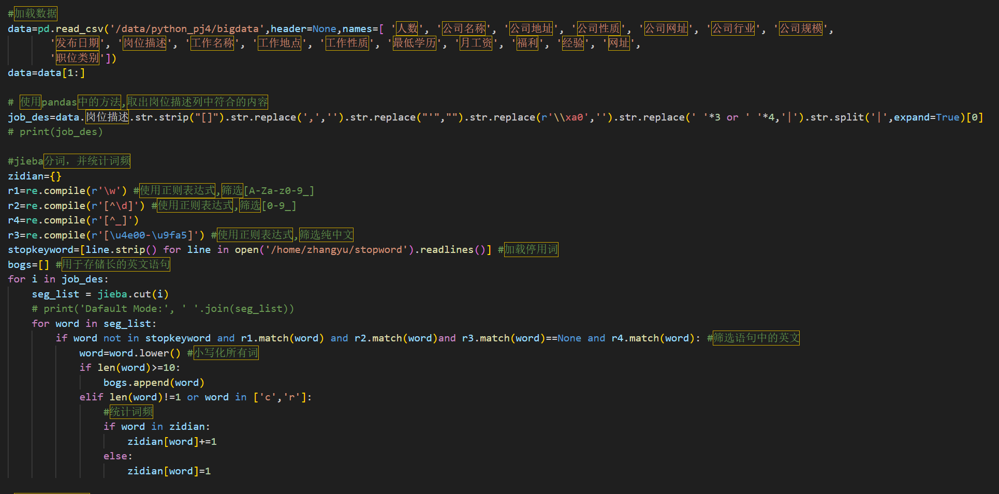 #加载数据
data=pd.read_csv('/data/python_pj4/bigdata',header=None,names=[ '人数', '公司名称', '公司地址', '公司性质', '公司网址', '公司行业', '公司规模',
'发布日期', '岗位描述', '工作名称', '工作地点', '工作性质', '最低学历', '月工资', '福利', '经验', '网址',
'职位类别'])
data=data[1:]
# 使用pandas中的方法,取出岗位描述列中符合的内容
job_des=data.岗位描述.str.strip("[]").str.replace(',','').str.replace("'","").str.replace(r'\\xa0','').str.replace(' '*3 or ' '*4,'|').str.split('|',expand=True)[0]
# print(job_des)
#jieba分词，并统计词频
zidian={}
r1=re.compile(r'\w') #使用正则表达式,筛选[A-Za-z0-9_]
r2=re.compile(r'[^\d]') #使用正则表达式,筛选[0-9_]
r4=re.compile(r'[^_]')
r3=re.compile(r'[\u4e00-\u9fa5]') #使用正则表达式,筛选纯中文
stopkeyword=[line.strip() for line in open('/home/zhangyu/stopword').readlines()] #加载停用词
bogs=[] #用于存储长的英文语句
for i in job_des:
seg_list = jieba.cut(i)
# print('Dafault Mode:', ' '.join(seg_list))
for word in seg_list:
if word not in stopkeyword and r1.match(word) and r2.match(word)and r3.match(word)==None and r4.match(word): #筛选语句中的英文
word=word.lower() #小写化所有词
if len(word)>=10:
bogs.append(word)
elif len(word)!=1 or word in ['c','r']:
#统计词频
if word in zidian:
zidian[word]+=1
else:
zidian[word]=1